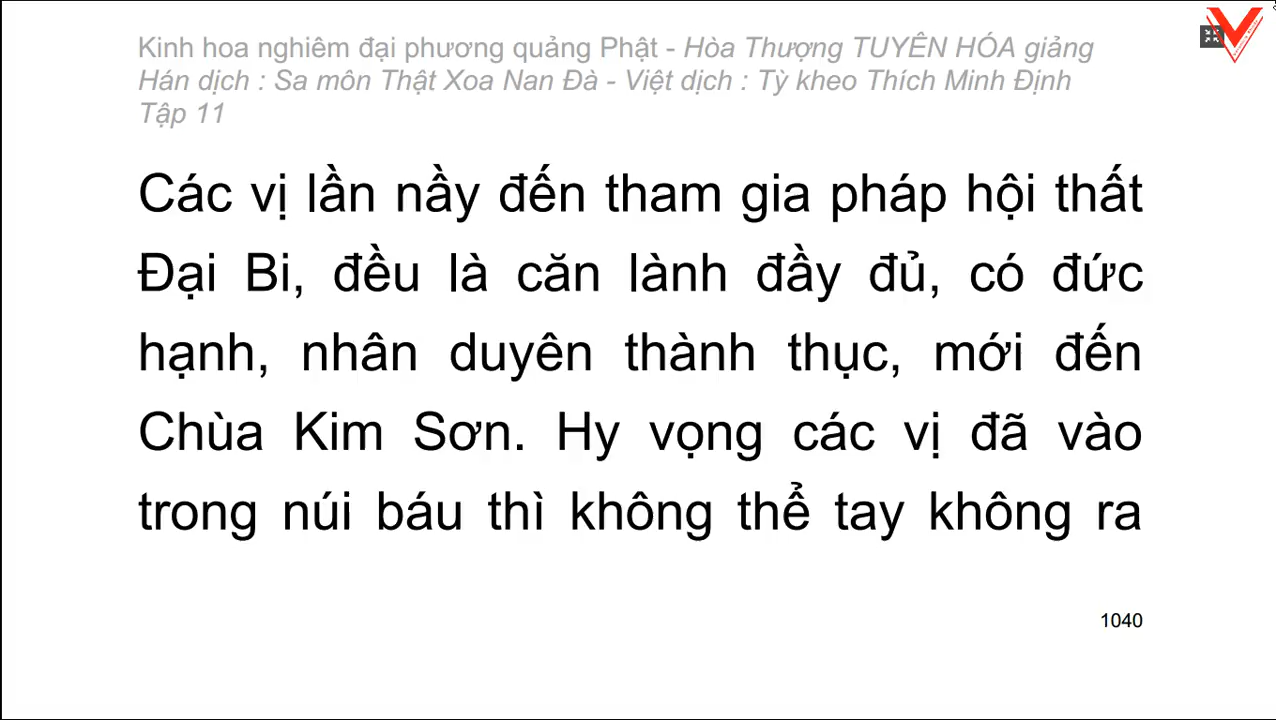 Kinh hoa nghiêm đại phương quảng Phật - Hòa Thượng TUYÊN HÓA giảng
Hán dịch : Sa môn Thật Xoa Nan Đà - Việt dịch : Tỳ kheo Thích Minh Định
Tập 11
Các vị lần nầy đến tham gia pháp hội thất
Đại Bi, đều là căn lành đầy đủ, có đức
hạnh, nhân duyên thành thục, mới đến
Chùa Kim Sơn. Hy vọng các vị đã vào
trong núi báu thì không thể tay không ra
1040